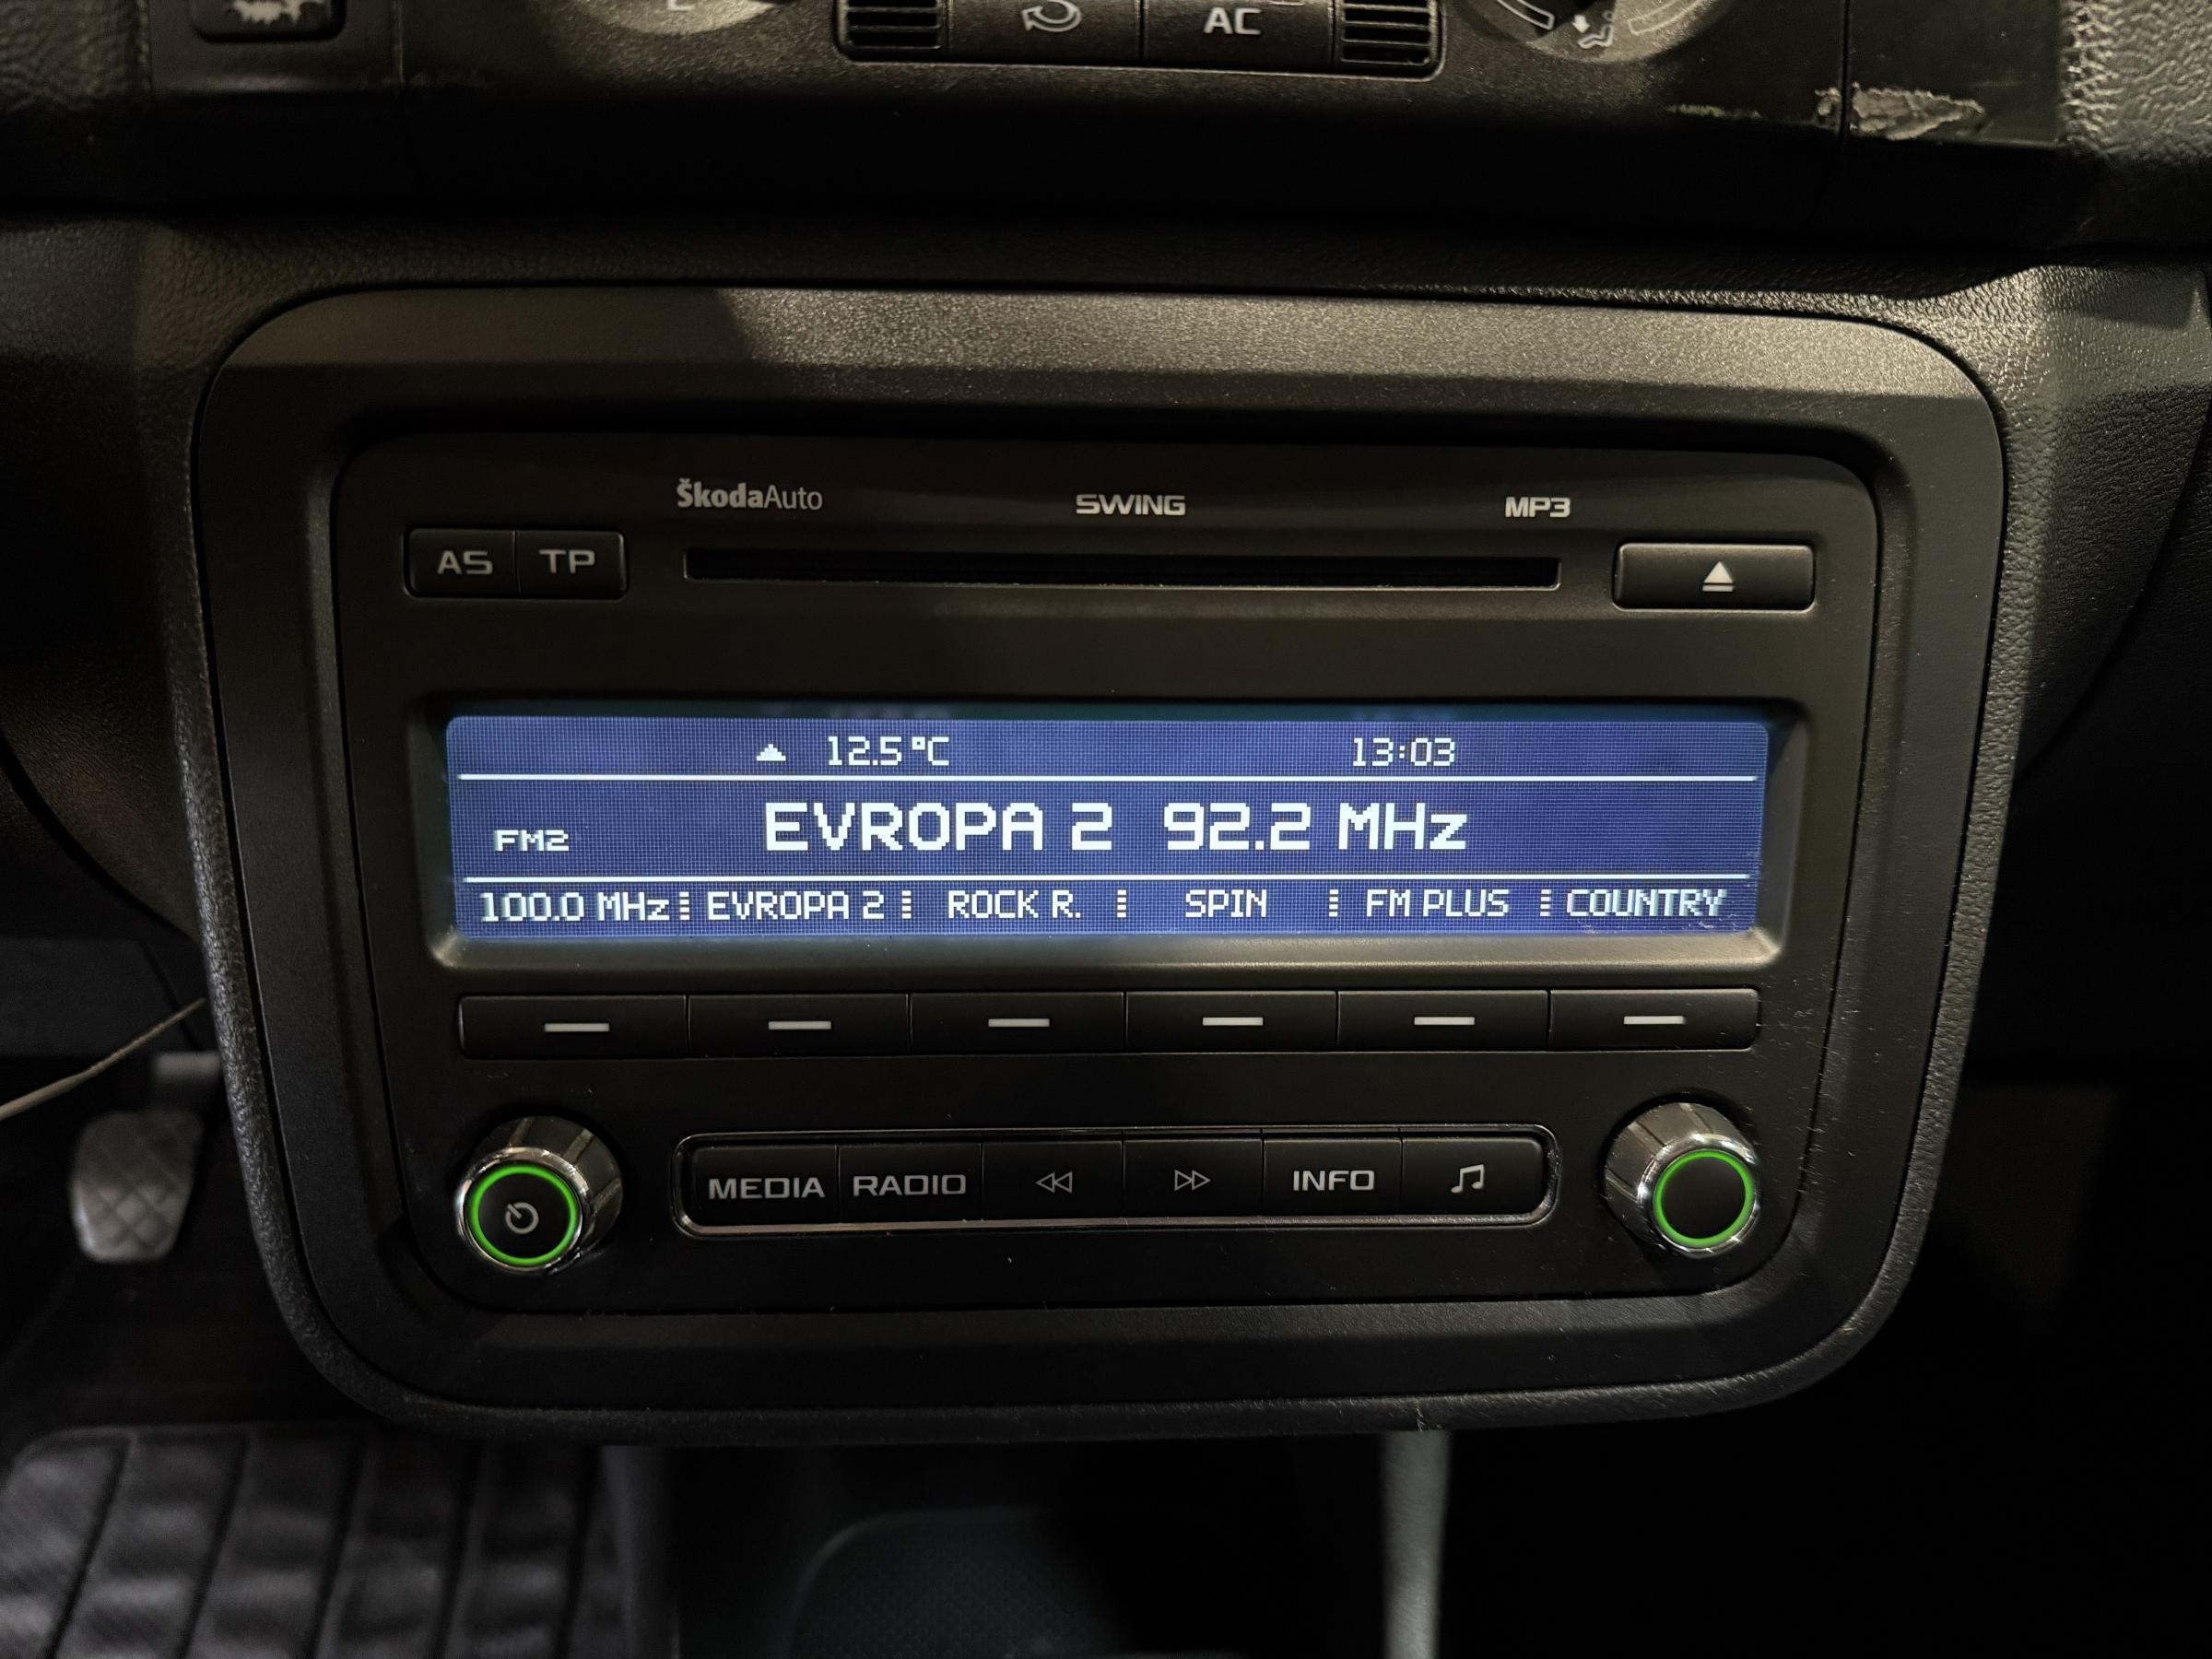 AC
ŠkodaAuto SWING MP3
AS TP
12.5°C 13:03
FM2 EVROPA 2 92.2 MHz
100.0 MHz EVROPA 2 ROCK R. SPIN FM PLUS COUNTRY
MEDIA RADIO INFO